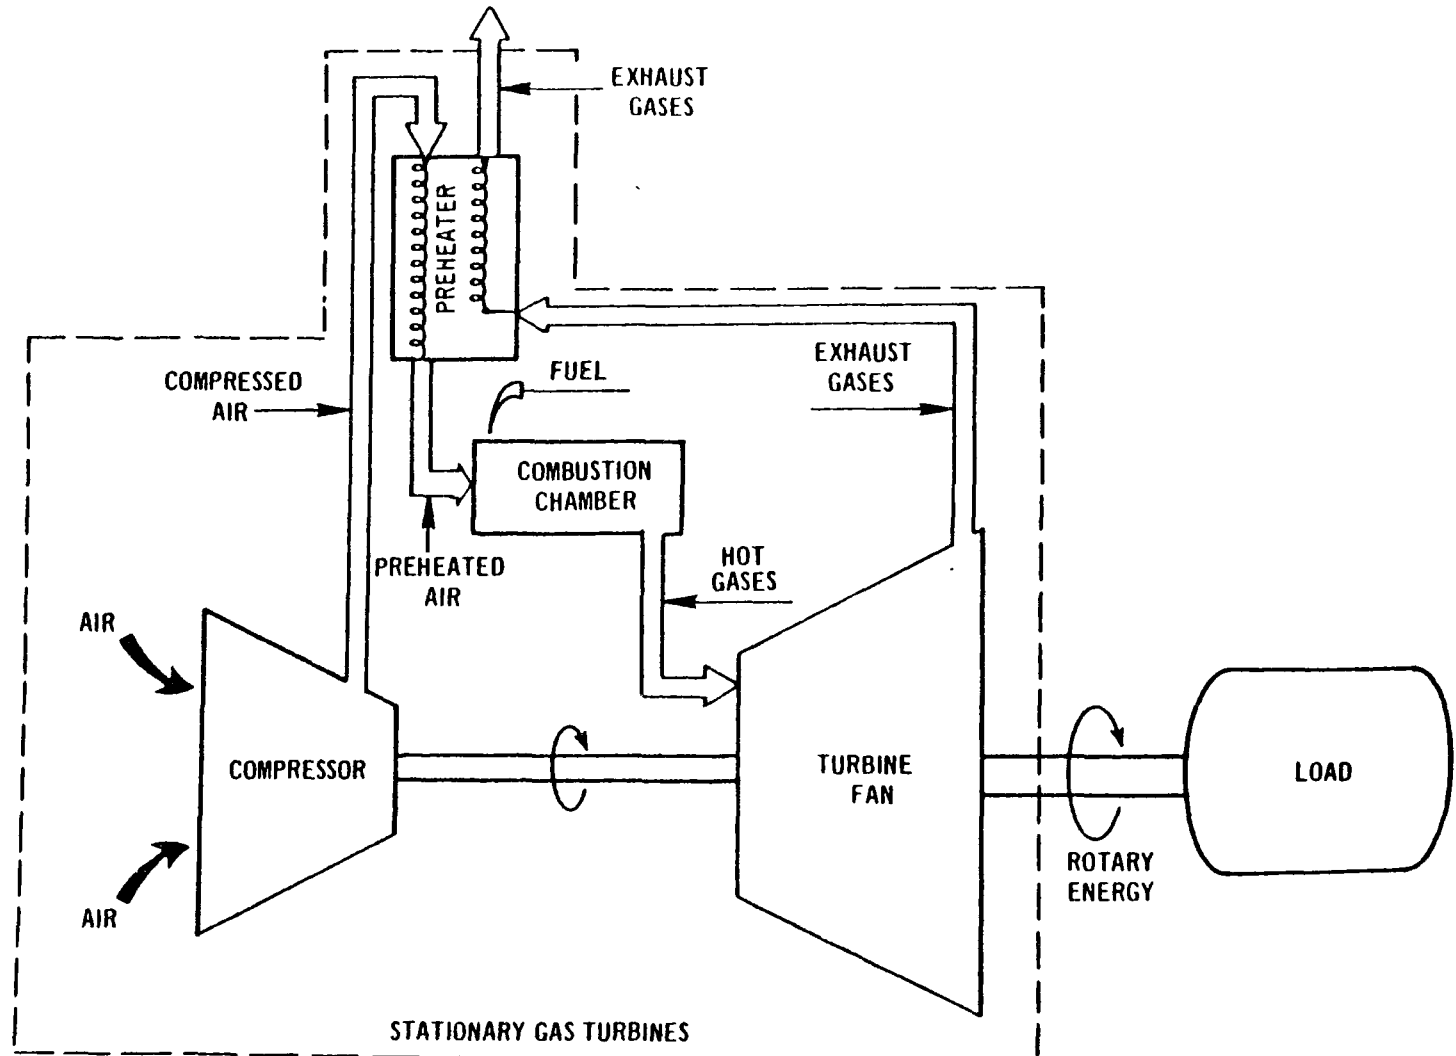 EXHAUST
GASES
PREHEATER
EXHAUST
GASES
COMPRESSED
AIR
FUEL
COMBUSTION
CHAMBER
PREHEATED
AIR
HOT
GASES
AIR
COMPRESSOR
TURBINE
FAN
LOAD
ROTARY
ENERGY
AIR
STATIONARY GAS TURBINES